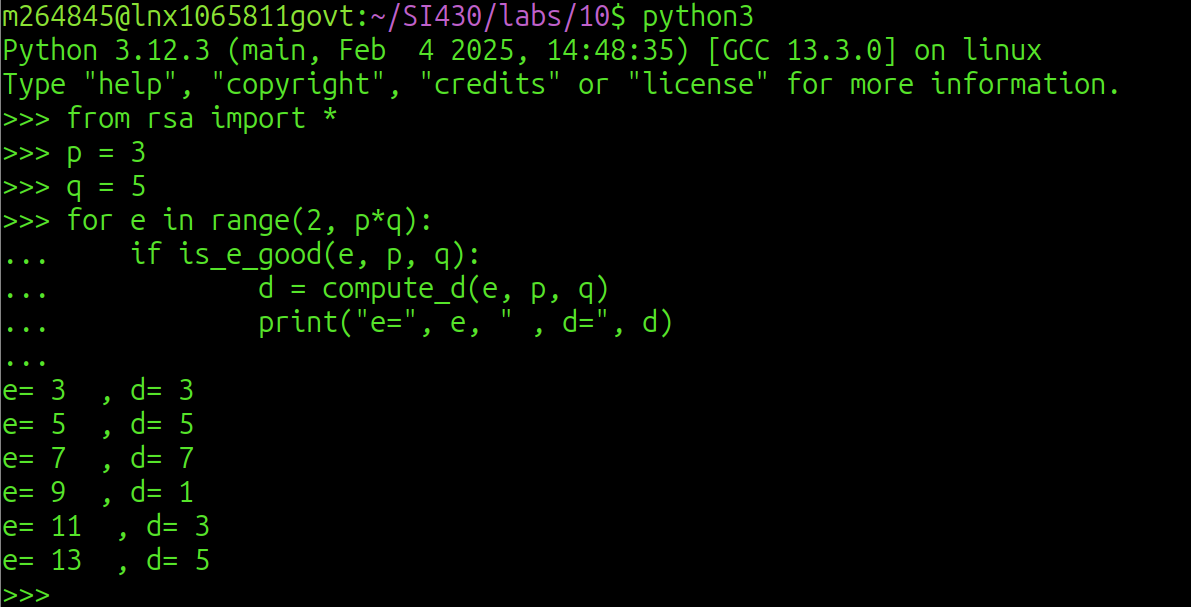 m264845@lnx1065811govt:~/SI430/labs/10$ python3
Python 3.12.3 (main, Feb  4 2025, 14:48:35) [GCC 13.3.0] on linux
Type "help", "copyright", "credits" or "license" for more information.
>>> from rsa import *
>>> p = 3
>>> q = 5
>>> for e in range(2, p*q):
...     if is_e_good(e, p, q):
...             d = compute_d(e, p, q)
...             print("e=", e, " , d=", d)
...
e= 3  , d= 3
e= 5  , d= 5
e= 7  , d= 7
e= 9  , d= 1
e= 11  , d= 3
e= 13  , d= 5
>>>